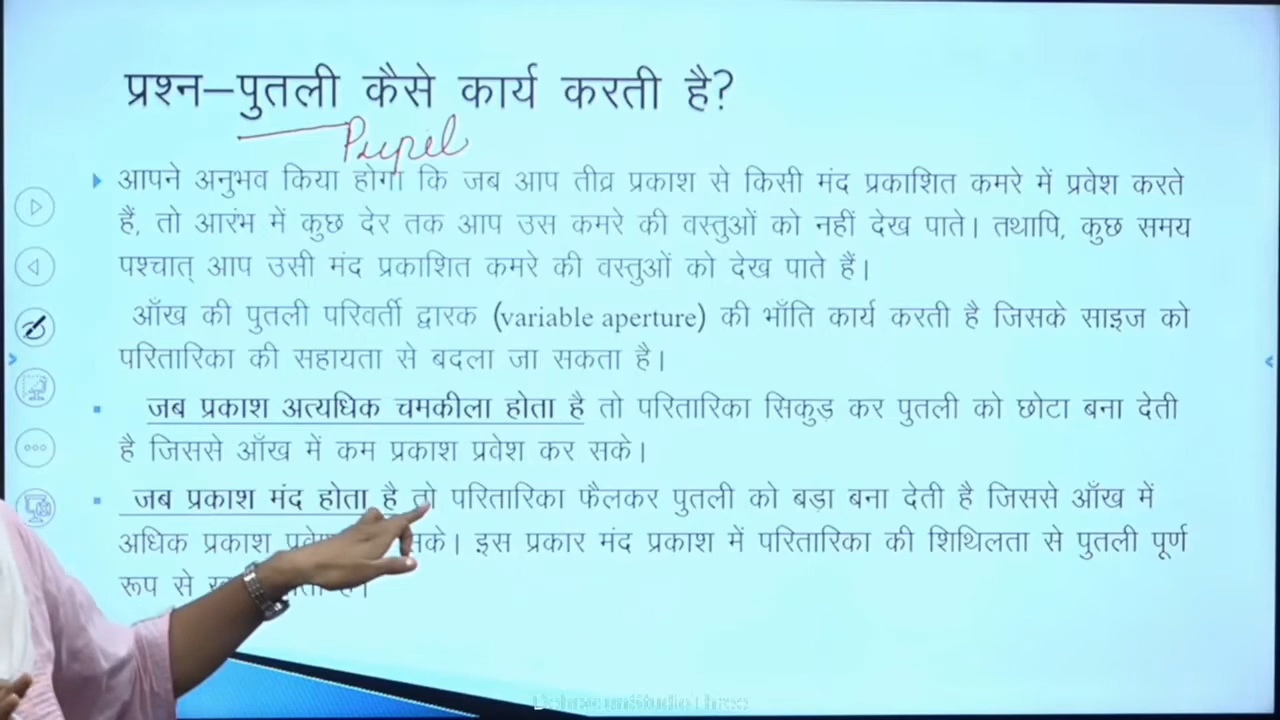 प्रश्न–पुतली कैसे कार्य करती है?
Pupil
आपने अनुभव किया होगा कि जब आप तीव्र प्रकाश से किसी मंद प्रकाशित कमरे में प्रवेश करते
हैं, तो आरंभ में कुछ देर तक आप उस कमरे की वस्तुओं को नहीं देख पाते। तथापि, कुछ समय
पश्चात् आप उसी मंद प्रकाशित कमरे की वस्तुओं को देख पाते हैं।
आँख की पुतली परिवर्ती द्वारक (variable aperture) की भाँति कार्य करती है जिसके साइज को
परितारिका की सहायता से बदला जा सकता है।
जब प्रकाश अत्यधिक चमकीला होता है तो परितारिका सिकुड़ कर पुतली को छोटा बना देती
है जिससे आँख में कम प्रकाश प्रवेश कर सके।
जब प्रकाश मंद होता है तो परितारिका फैलकर पुतली को बड़ा बना देती है जिससे आँख में
अधिक प्रकाश सके। इस प्रकार मंद प्रकाश में परितारिका की शिथिलता से पुतली पूर्ण
रूप से है।